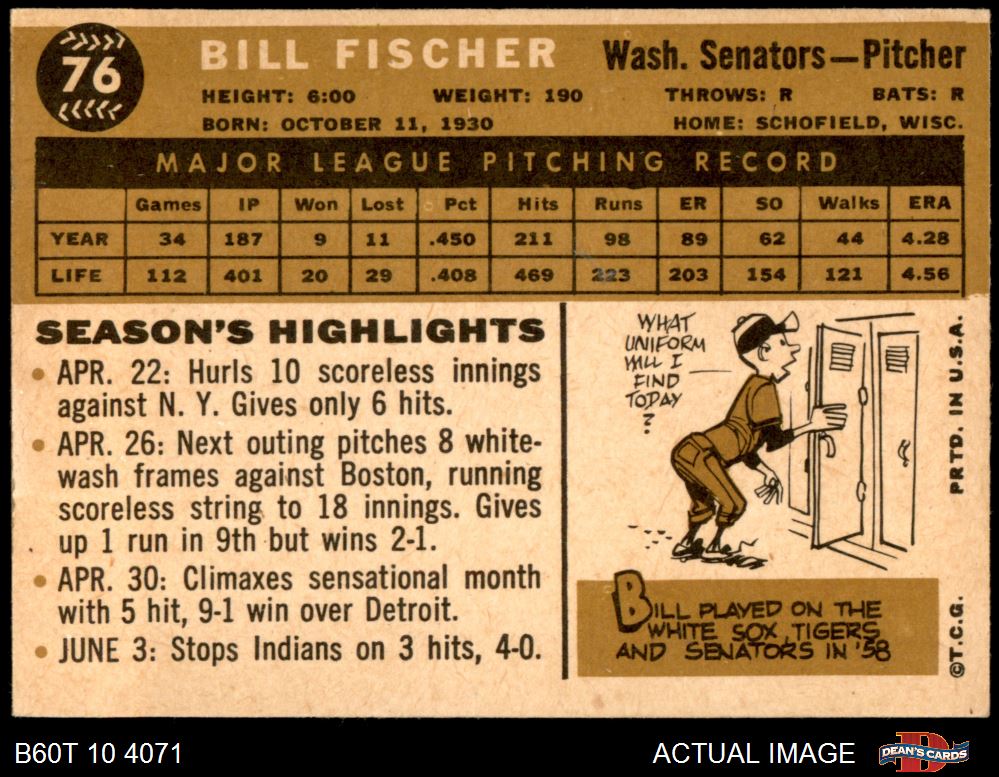 76
BILL FISCHER
Wash. Senators—Pitcher
HEIGHT: 6:00 WEIGHT: 190 THROWS: R BATS: R
BORN: OCTOBER 11, 1930 HOME: SCHOFIELD, WISC.
MAJOR LEAGUE PITCHING RECORD
Games IP Won Lost Pct Hits Runs ER SO Walks ERA
YEAR 34 187 9 11 .450 211 98 89 62 44 4.28
LIFE 112 401 20 29 .408 469 223 203 154 121 4.56
SEASON'S HIGHLIGHTS
• APR. 22: Hurls 10 scoreless innings
against N. Y. Gives only 6 hits.
• APR. 26: Next outing pitches 8 white-
wash frames against Boston, running
scoreless string to 18 innings. Gives
up 1 run in 9th but wins 2-1.
• APR. 30: Climaxes sensational month
with 5 hit, 9-1 win over Detroit.
• JUNE 3: Stops Indians on 3 hits, 4-0.
WHAT
UNIFORM
WILL I
FIND
TODAY
?
BILL PLAYED ON THE
WHITE SOX, TIGERS
AND SENATORS IN '58
©T.C.G. PRTD. IN U.S.A.
B60T 10 4071
ACTUAL IMAGE
DEAN'S CARDS